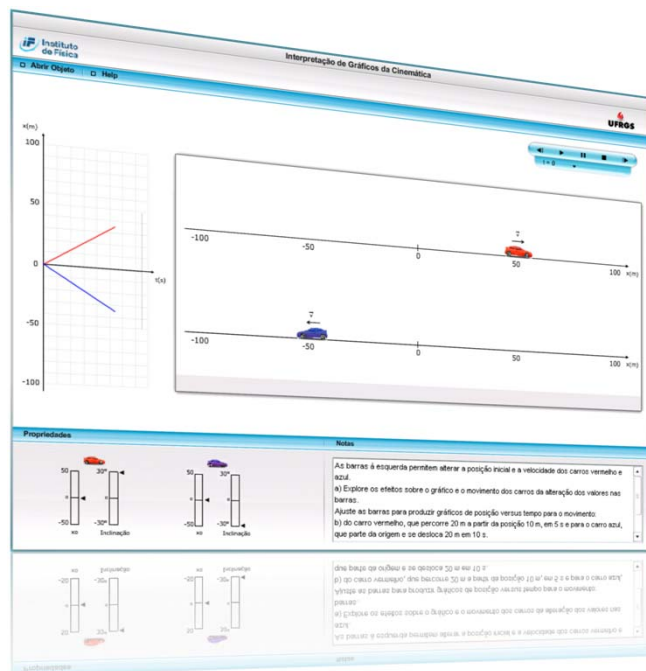 Instituto
de Física
Interpretação de Gráficos da Cinemática
Abrir Objeto
Help
UFRGS
x(m)
100
50
0
-50
-100
t(s)
-100
-50
0
50
100
x(m)
v
-100
-50
0
50
100
x(m)
v
Propriedades
50
-50
xo
30°
-30°
Inclinação
50
-50
xo
30°
-30°
Inclinação
Notas
As barras à esquerda permitem alterar a posição inicial e a velocidade dos carros vermelho e
azul.
a) Explore os efeitos sobre o gráfico e o movimento dos carros da alteração dos valores nas
barras.
Ajuste as barras para produzir gráficos de posição versus tempo para o movimento:
b) do carro vermelho, que percorre 20 m a partir da posição 10 m, em 5 s e para o carro azul,
que parte da origem e se desloca 20 m em 10 s.